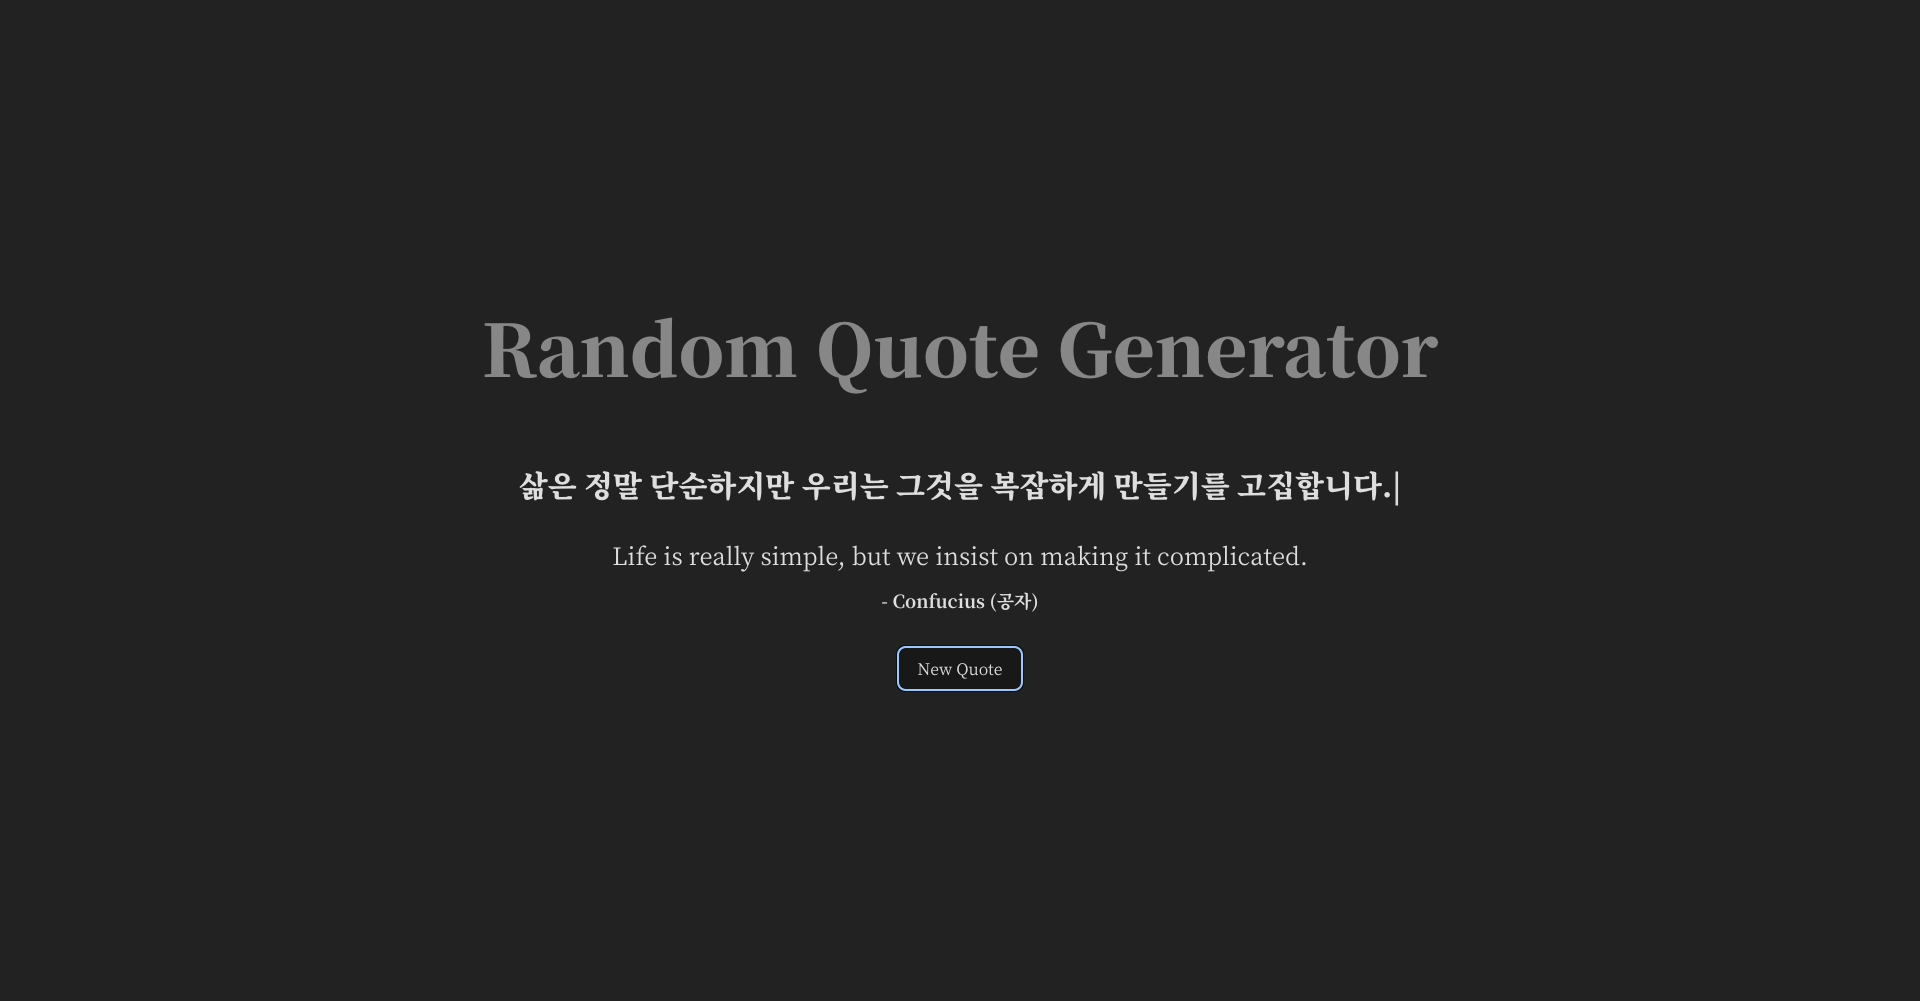 Random Quote Generator
삶은 정말 단순하지만 우리는 그것을 복잡하게 만들기를 고집합니다.|
Life is really simple, but we insist on making it complicated.
- Confucius (공자)
New Quote